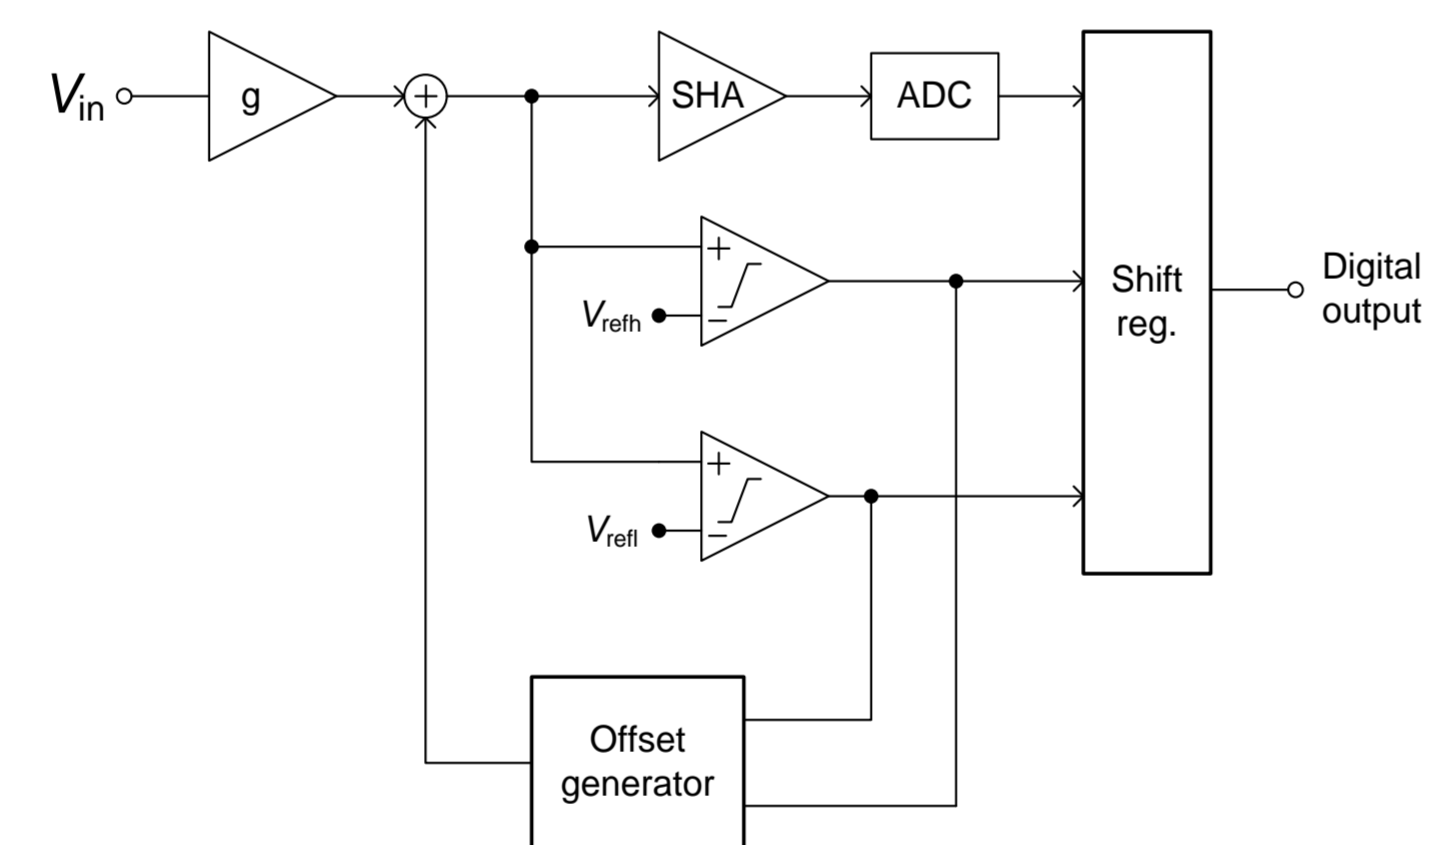 Vin
g
+
SHA
ADC
+
Vrefh
−
Shift
reg.
Digital
output
+
Vrefl
−
Offset
generator